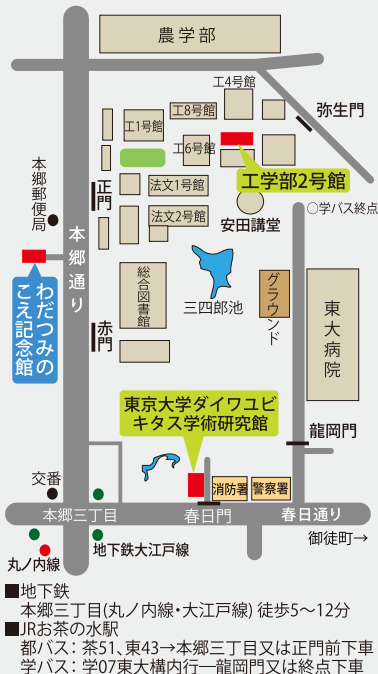 農学部
工4号館
工8号館
弥生門
工1号館
工6号館
本郷郵便局
正門
法文1号館
工学部2号館
法文2号館
安田講堂
〇学バス終点
本郷通り
わだつみの
こえ記念館
総合図書館
三四郎池
グラウンド
東大病院
赤門
東京大学ダイワユビ
キタス学術研究館
龍岡門
交番
消防署
警察署
本郷三丁目
春日門
春日通り
地下鉄大江戸線
御徒町→
丸ノ内線
■地下鉄
本郷三丁目(丸ノ内線・大江戸線) 徒歩5〜12分
■JRお茶の水駅
都バス：茶51、東43→本郷三丁目又は正門前下車
学バス：学07東大構内行―龍岡門又は終点下車